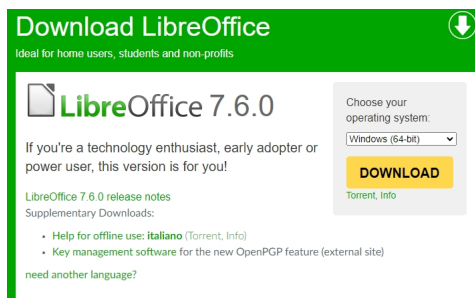 Download LibreOffice
Ideal for home users, students and non-profits
LibreOffice 7.6.0
If you're a technology enthusiast, early adopter or
power user, this version is for you!
LibreOffice 7.6.0 release notes
Supplementary Downloads:
Help for offline use: italiano (Torrent, Info)
Key management software for the new OpenPGP feature (external site)
need another language?
Choose your
operating system:
Windows (64-bit)
DOWNLOAD
Torrent, Info